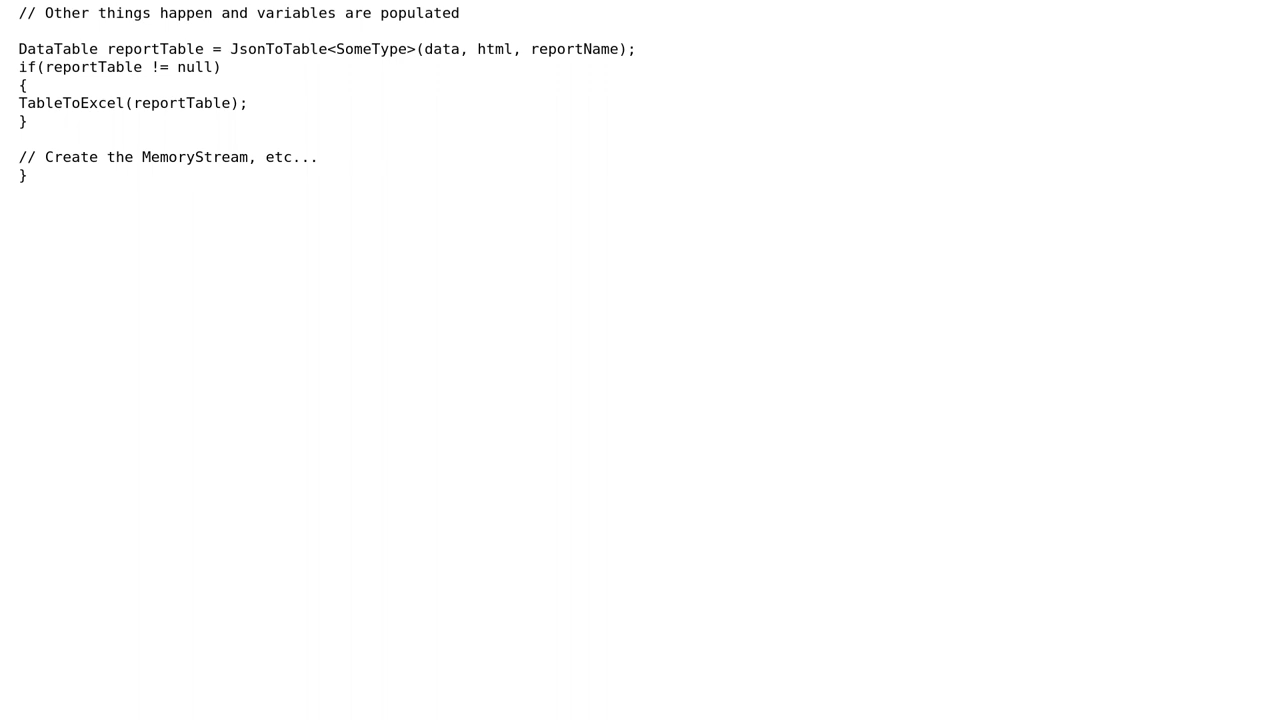 // Other things happen and variables are populated
DataTable reportTable = JsonToTable<SomeType>(data, html, reportName);
if(reportTable != null)
{
TableToExcel(reportTable);
}
// Create the MemoryStream, etc...
}